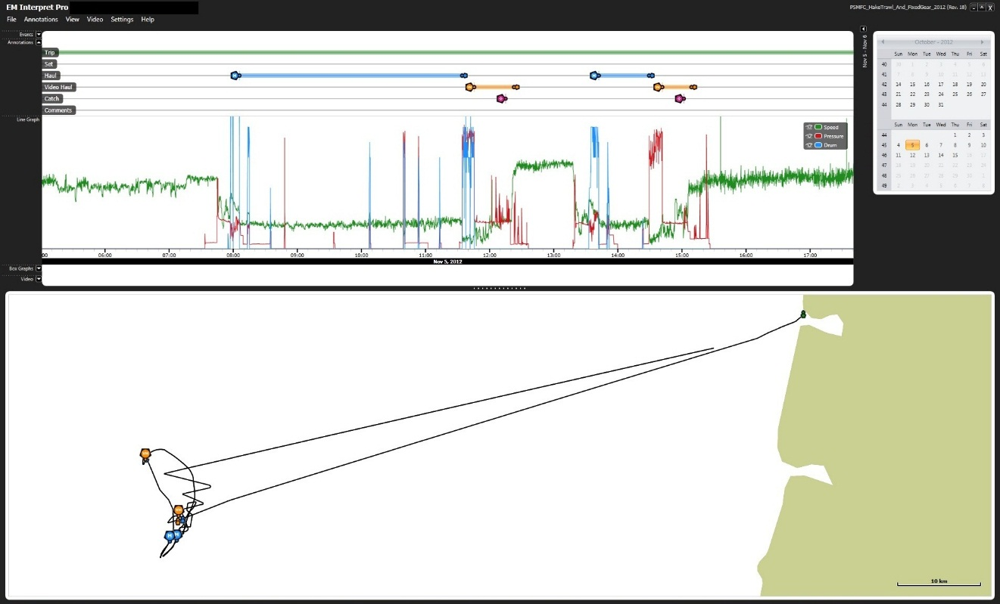 EM Interpret Pro
PSMFC_HakeTrawl_And_FixedGear_2012 (Rev. 18)
File Annotations View Video Settings Help
Events
Annotations
Trip
Set
Haul
Video Haul
Catch
Comments
Line Graph
Speed
Pressure
Drum
:00 06:00 07:00 08:00 09:00 10:00 11:00 12:00 13:00 14:00 15:00 16:00 17:00
Nov 5, 2012
Box Graphs
Video
Nov 5 - Nov 6
October - 2012
Sun Mon Tue Wed Thu Fri Sat
40 30 1 2 3 4 5 6
41 7 8 9 10 11 12 13
42 14 15 16 17 18 19 20
43 21 22 23 24 25 26 27
44 28 29 30 31
Sun Mon Tue Wed Thu Fri Sat
44 1 2 3
45 4 5 6 7 8 9 10
46 11 12 13 14 15 16 17
47 18 19 20 21 22 23 24
48 25 26 27 28 29 30 1
49 2 3 4 5 6 7 8
10 km